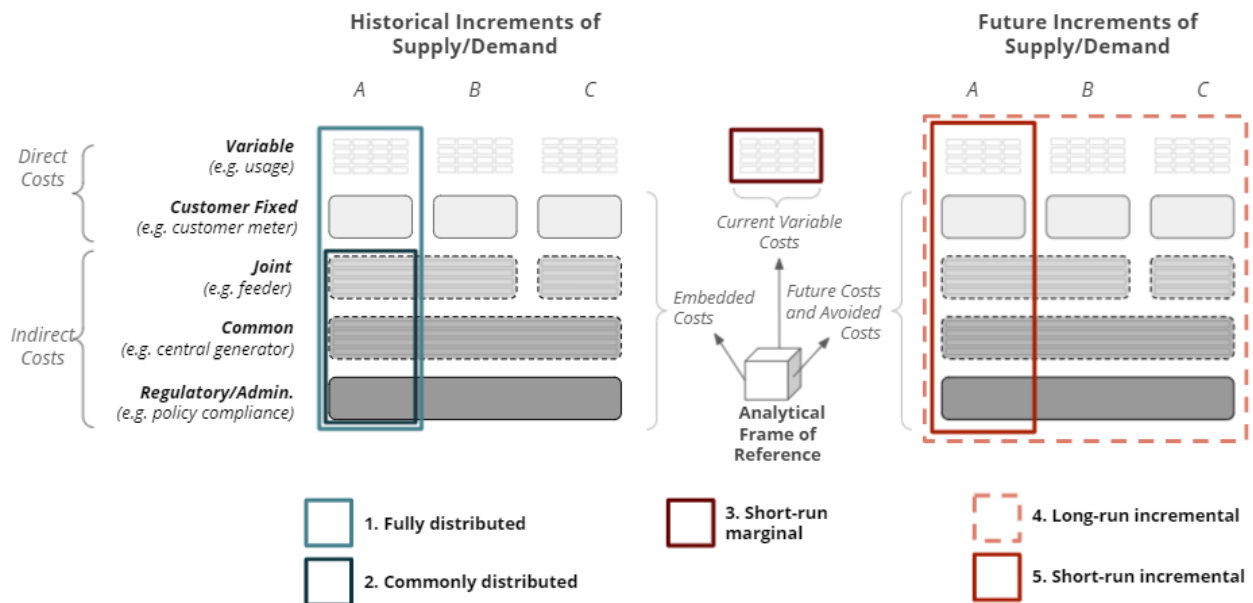 Historical Increments of
Supply/Demand
Future Increments of
Supply/Demand
A
B
C
A
B
C
Direct
Costs
Variable
(e.g. usage)
Customer Fixed
(e.g. customer meter)
Current Variable
Costs
Indirect
Costs
Joint
(e.g. feeder)
Common
(e.g. central generator)
Regulatory/Admin.
(e.g. policy compliance)
Embedded
Costs
Future Costs
and Avoided
Costs
Analytical
Frame of
Reference
1. Fully distributed
2. Commonly distributed
3. Short-run
marginal
4. Long-run incremental
5. Short-run incremental